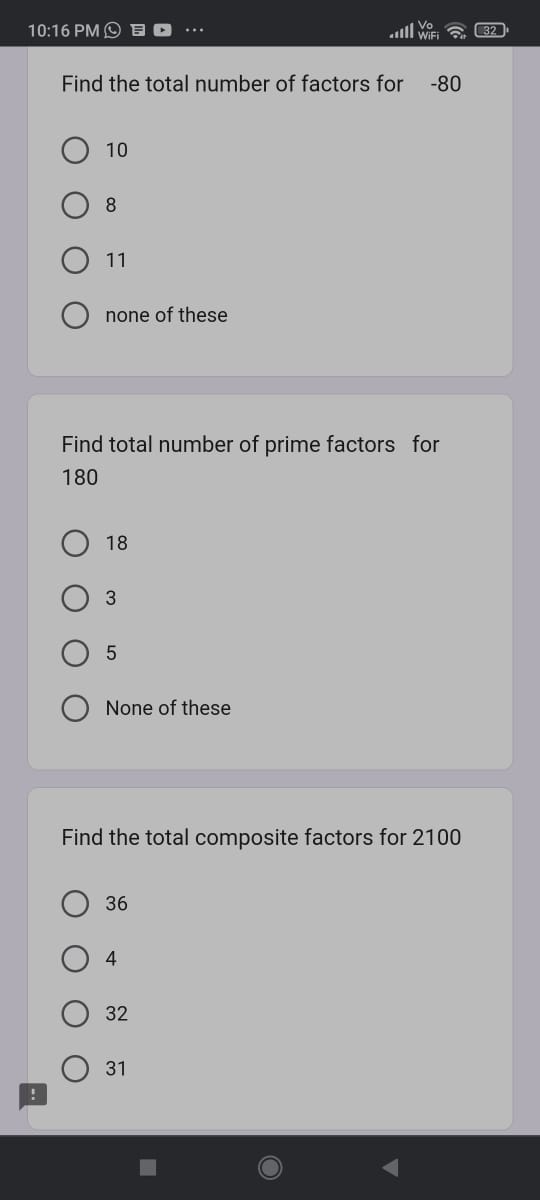 10:16 PM ...
Vo
WiFi
32
Find the total number of factors for -80
10
8
11
none of these
Find total number of prime factors for
180
18
3
5
None of these
Find the total composite factors for 2100
36
4
32
31
!